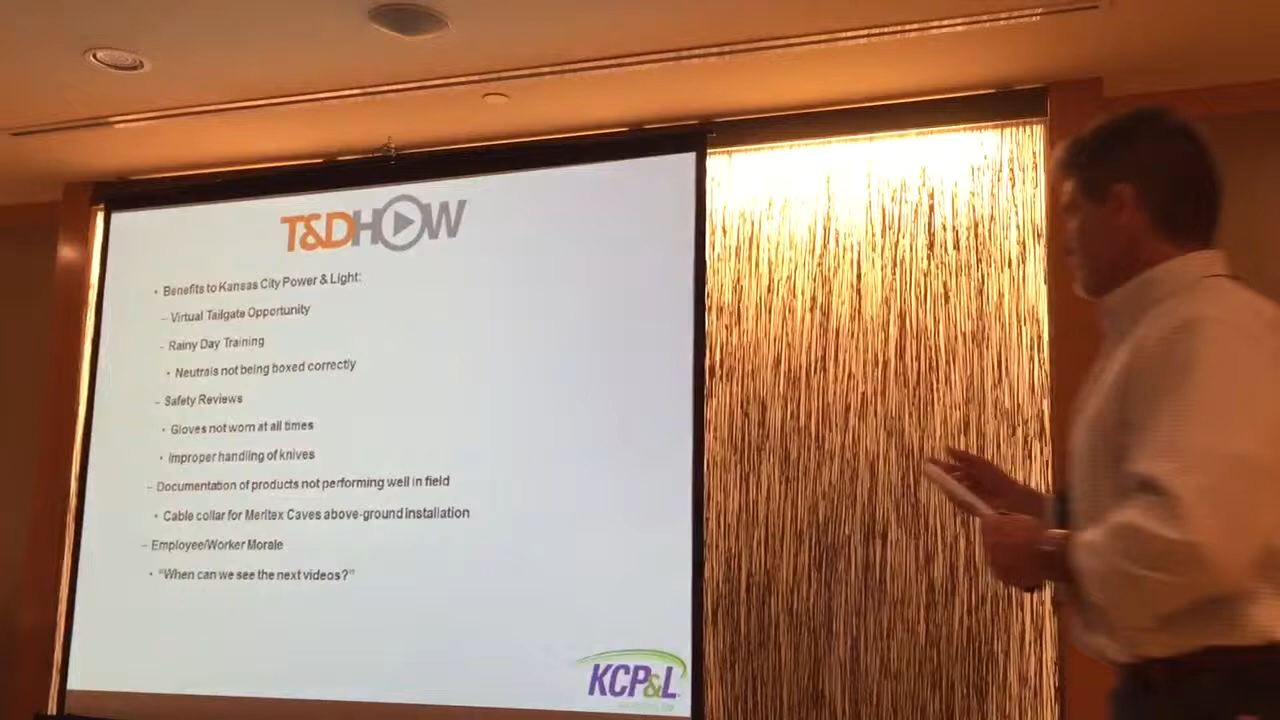 T&DHOW
• Benefits to Kansas City Power & Light:
– Virtual Tailgate Opportunity
– Rainy Day Training
• Neutrals not being boxed correctly
– Safety Reviews
• Gloves not worn at all times
• Improper handling of knives
– Documentation of products not performing well in field
• Cable collar for Meritex Caves above-ground installation
– Employee/Worker Morale
• "When can we see the next videos?"
KCP&L